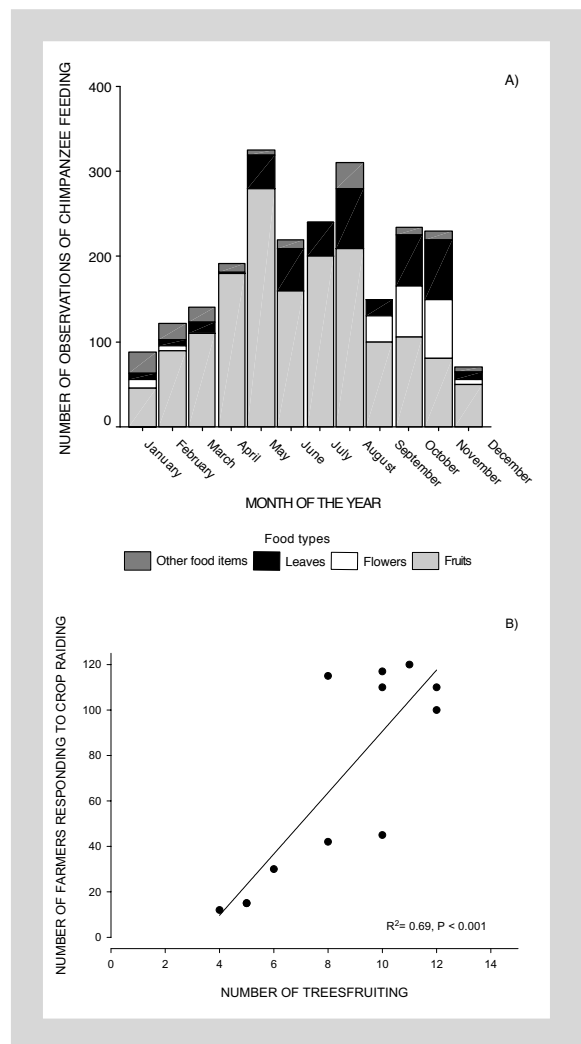 A)
NUMBER OF OBSERVATIONS OF CHIMPANZEE FEEDING
400
300
200
100
0
January
February
March
April
May
June
July
August
September
October
November
December
MONTH OF THE YEAR
Food types
Other food items
Leaves
Flowers
Fruits
B)
NUMBER OF FARMERS RESPONDING TO CROP RAIDING
120
100
80
60
40
20
0
R2= 0.69, P < 0.001
0 2 4 6 8 10 12 14
NUMBER OF TREESFRUITING